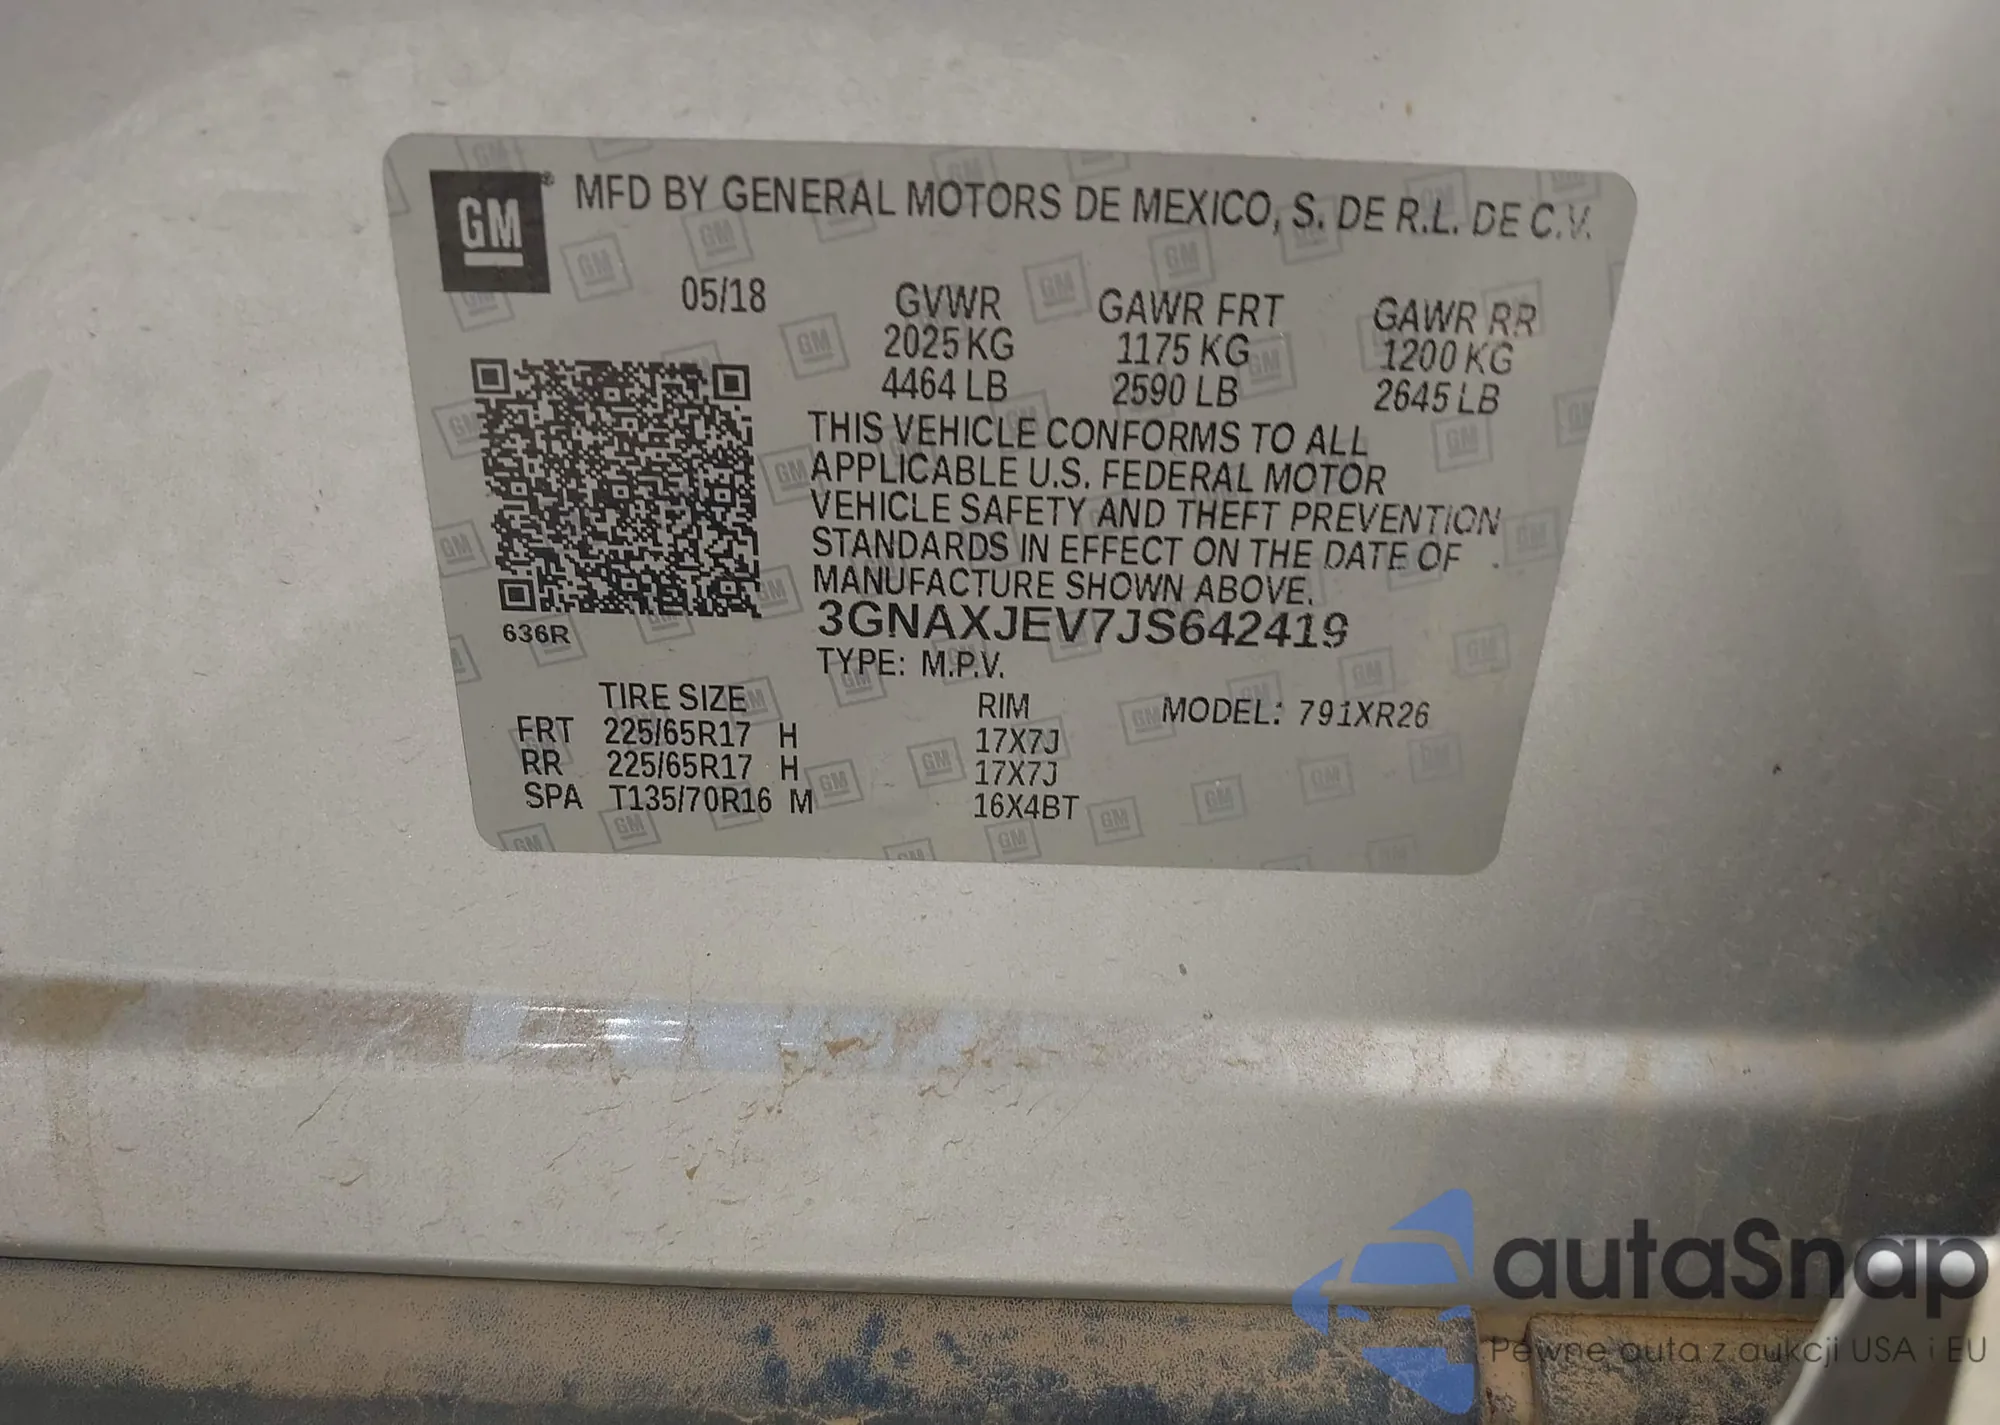 GM® MFD BY GENERAL MOTORS DE MEXICO, S. DE R.L. DE C.V.
05/18 GVWR GAWR FRT GAWR RR
2025 KG 1175 KG 1200 KG
4464 LB 2590 LB 2645 LB
THIS VEHICLE CONFORMS TO ALL
APPLICABLE U.S. FEDERAL MOTOR
VEHICLE SAFETY AND THEFT PREVENTION
STANDARDS IN EFFECT ON THE DATE OF
MANUFACTURE SHOWN ABOVE.
636R 3GNAXJEV7JS642419
TYPE: M.P.V.
TIRE SIZE RIM MODEL: 791XR26
FRT 225/65R17 H 17X7J
RR 225/65R17 H 17X7J
SPA T135/70R16 M 16X4BT
autaSnap
Pewne auta z aukcji USA i EU